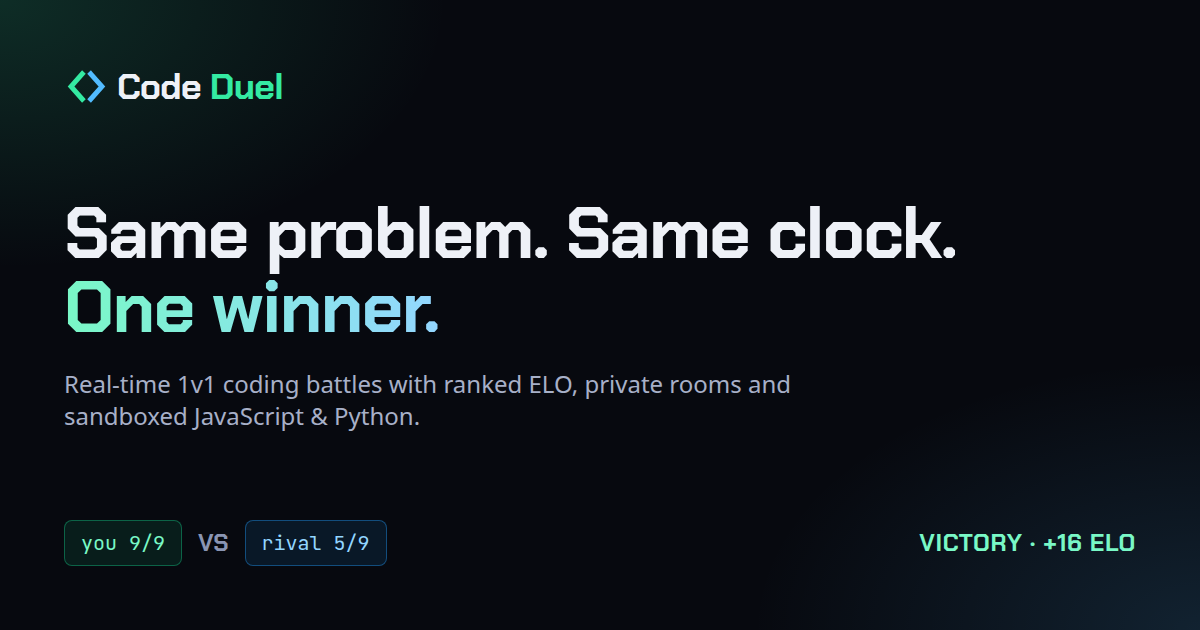 Code Duel
Same problem. Same clock.
One winner.
Real-time 1v1 coding battles with ranked ELO, private rooms and
sandboxed JavaScript & Python.
you 9/9 VS rival 5/9 VICTORY · +16 ELO